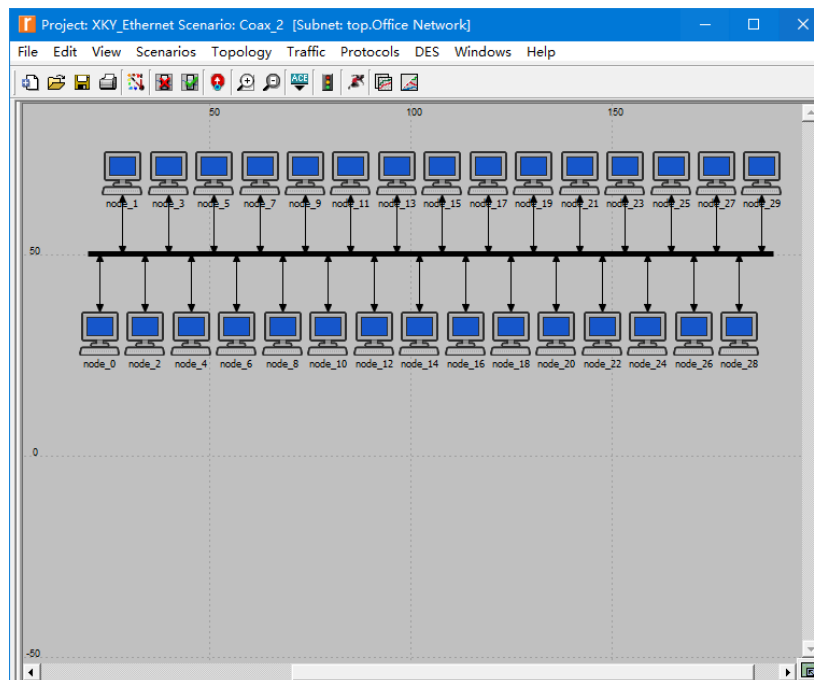 Project: XKY_Ethernet Scenario: Coax_2 [Subnet: top.Office Network]
File Edit View Scenarios Topology Traffic Protocols DES Windows Help
ACE
50 100 150
node_1 node_3 node_5 node_7 node_9 node_11 node_13 node_15 node_17 node_19 node_21 node_23 node_25 node_27 node_29
50
node_0 node_2 node_4 node_6 node_8 node_10 node_12 node_14 node_16 node_18 node_20 node_22 node_24 node_26 node_28
0
-50